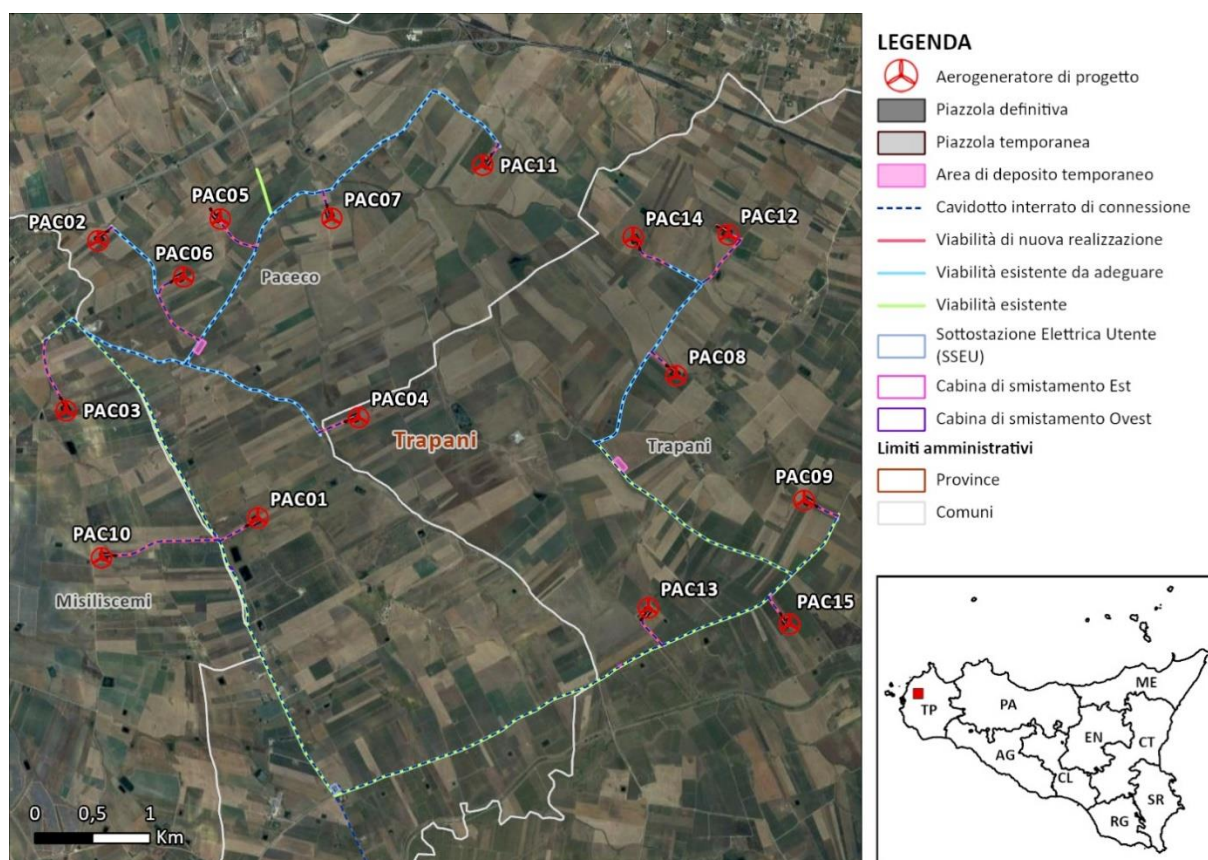 PAC11
PAC05
PAC07
PAC02
PAC14
PAC12
PAC06
Paceco
PAC08
PAC03
PAC04
Trapani
Trapani
PAC09
PAC01
PAC10
PAC13
PAC15
Misiliscemi
0 0,5 1
Km
LEGENDA
Aerogeneratore di progetto
Piazzola definitiva
Piazzola temporanea
Area di deposito temporaneo
Cavidotto interrato di connessione
Viabilità di nuova realizzazione
Viabilità esistente da adeguare
Viabilità esistente
Sottostazione Elettrica Utente
(SSEU)
Cabina di smistamento Est
Cabina di smistamento Ovest
Limiti amministrativi
Province
Comuni
ME
TP
PA
EN
CT
AG
CL
SR
RG